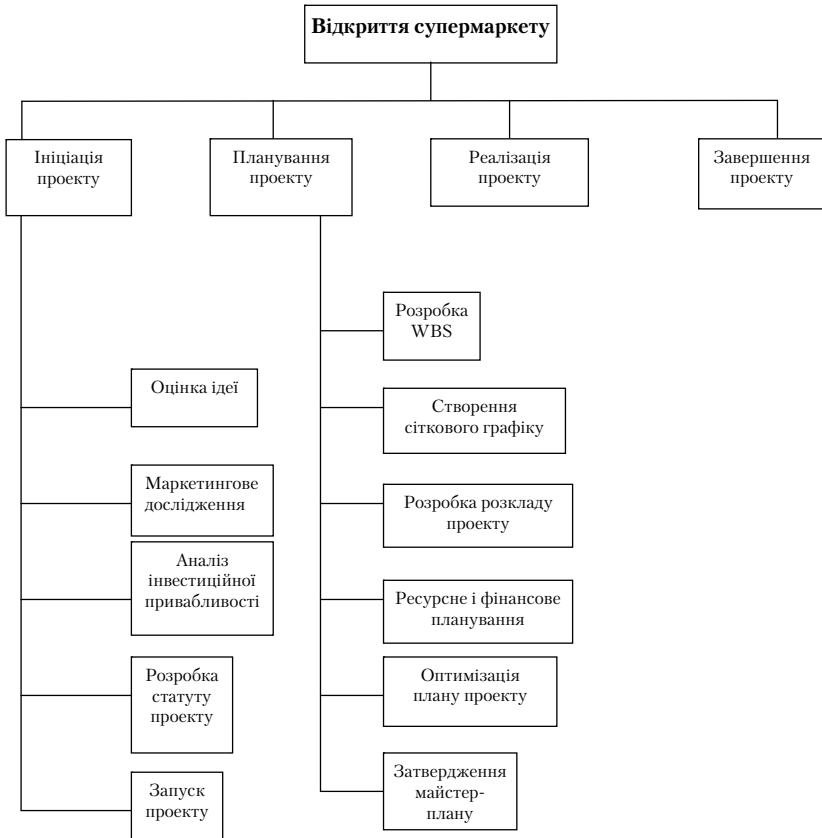 Відкриття супермаркету
Ініціація
проекту
Планування
проекту
Реалізація
проекту
Завершення
проекту
Оцінка ідеї
Маркетингове
дослідження
Аналіз
інвестиційної
привабливості
Розробка
статуту
проекту
Запуск
проекту
Розробка
WBS
Створення
сіткового графіку
Розробка розкладу
проекту
Ресурсне і фінансове
планування
Оптимізація
плану проекту
Затвердження
майстер-
плану